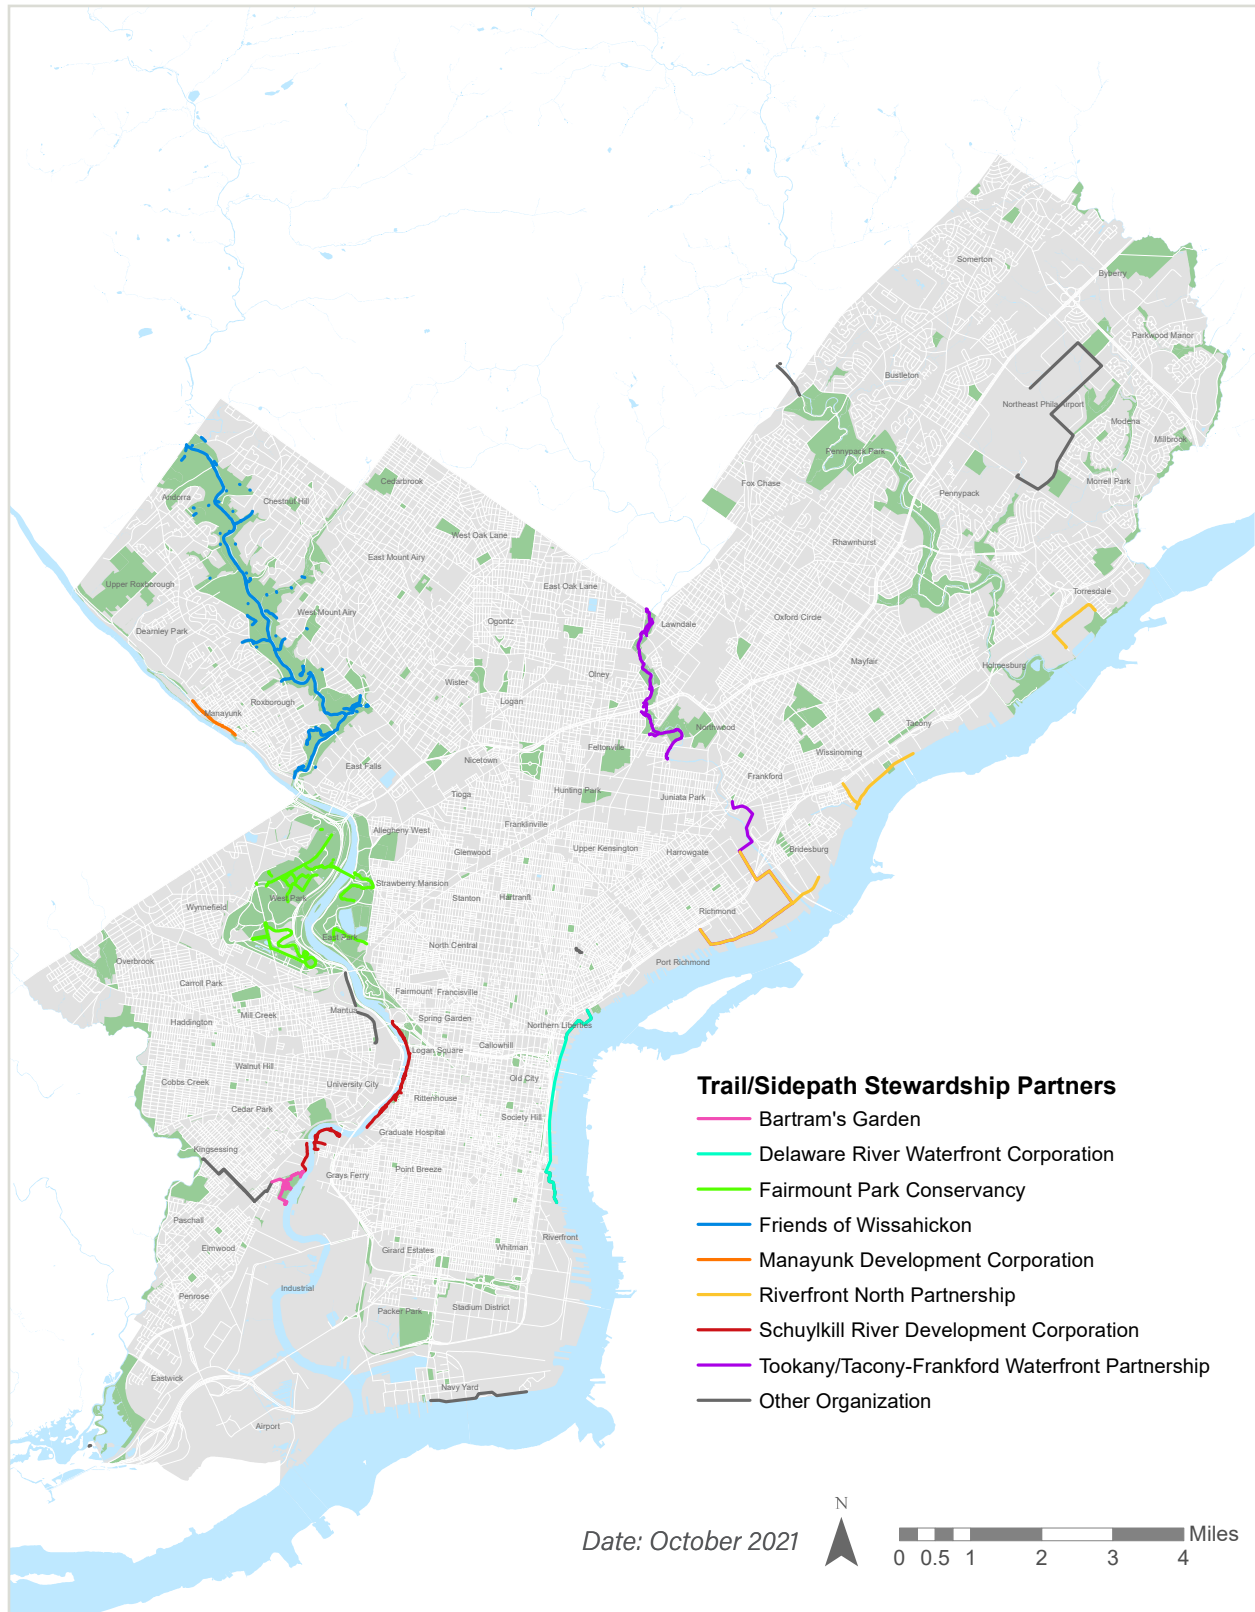 Somerton
Byberry
Parkwood Manor
Bustleton
Northeast Phila Airport
Modena
Millbrook
Pennypack Park
Cedarbrook
Fox Chase
Morrell Park
Pennypack
Andorra
Chestnut Hill
West Oak Lane
Rhawnhurst
East Mount Airy
Upper Roxborough
East Oak Lane
Torresdale
West Mount Airy
Ogontz
Lawndale
Oxford Circle
Dearnley Park
Mayfair
Holmesburg
Olney
Wister
Logan
Roxborough
Manayunk
Northwood
Tacony
Feltonville
Wissinoming
Nicetown
East Falls
Frankford
Hunting Park
Tioga
Juniata Park
Franklinville
Allegheny West
Upper Kensington
Harrowgate
Bridesburg
Glenwood
Strawberry Mansion
West Park
Stanton
Hartranft
Wynnefield
Richmond
East Park
North Central
Overbrook
Port Richmond
Carroll Park
Fairmount
Francisville
Mantua
Mill Creek
Spring Garden
Haddington
Northern Liberties
Logan Square
Callowhill
Walnut Hill
Old City
Cobbs Creek
University City
Rittenhouse
Cedar Park
Society Hill
Graduate Hospital
Kingsessing
Point Breeze
Grays Ferry
Paschall
Riverfront
Elmwood
Girard Estates
Whitman
Industrial
Penrose
Packer Park
Stadium District
Eastwick
Navy Yard
Airport
Trail/Sidepath Stewardship Partners
Bartram's Garden
Delaware River Waterfront Corporation
Fairmount Park Conservancy
Friends of Wissahickon
Manayunk Development Corporation
Riverfront North Partnership
Schuylkill River Development Corporation
Tookany/Tacony-Frankford Waterfront Partnership
Other Organization
Date: October 2021
N
Miles
0 0.5 1 2 3 4